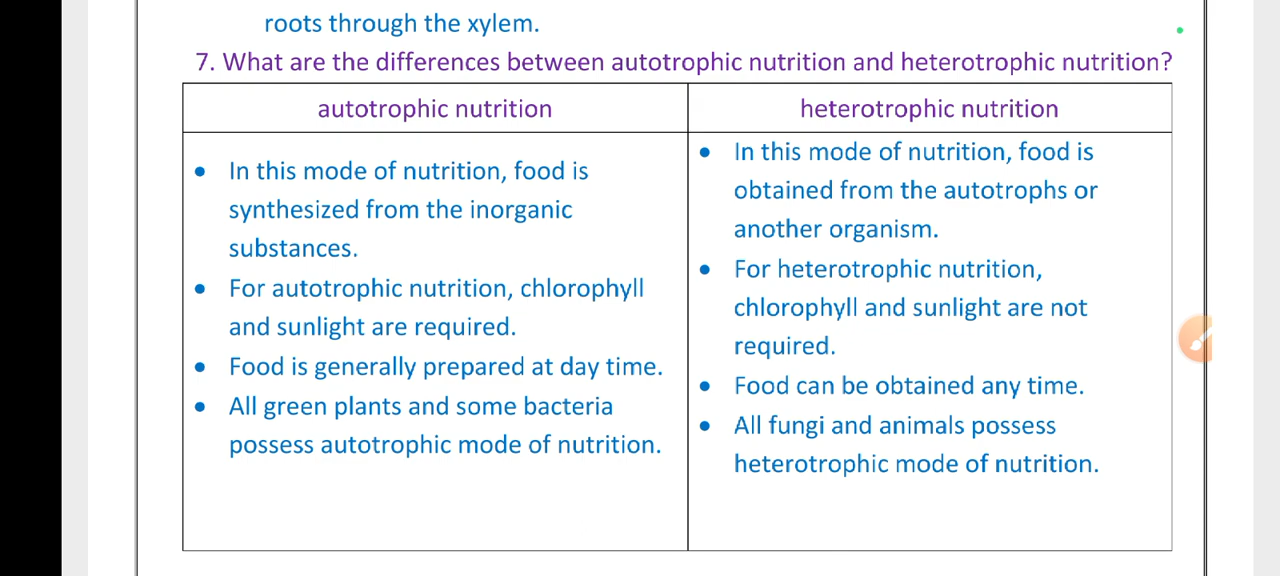 roots through the xylem.
7. What are the differences between autotrophic nutrition and heterotrophic nutrition?
autotrophic nutrition
heterotrophic nutrition
• In this mode of nutrition, food is
synthesized from the inorganic
substances.
• For autotrophic nutrition, chlorophyll
and sunlight are required.
• Food is generally prepared at day time.
• All green plants and some bacteria
possess autotrophic mode of nutrition.
• In this mode of nutrition, food is
obtained from the autotrophs or
another organism.
• For heterotrophic nutrition,
chlorophyll and sunlight are not
required.
• Food can be obtained any time.
• All fungi and animals possess
heterotrophic mode of nutrition.